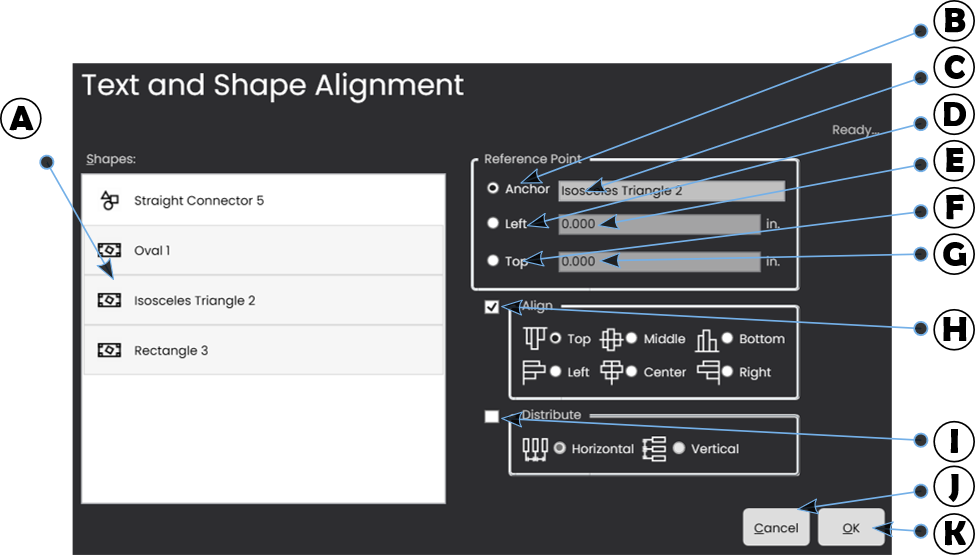 B
C
Text and Shape Alignment
A
D
Ready...
Shapes:
Reference Point
E
Straight Connector 5
Anchor Isosceles Triangle 2
F
Left 0.000 in.
Oval 1
G
Top 0.000 in.
Isosceles Triangle 2
Align
H
Top Middle Bottom
Rectangle 3
Left Center Right
Distribute
I
Horizontal Vertical
J
Cancel OK
K